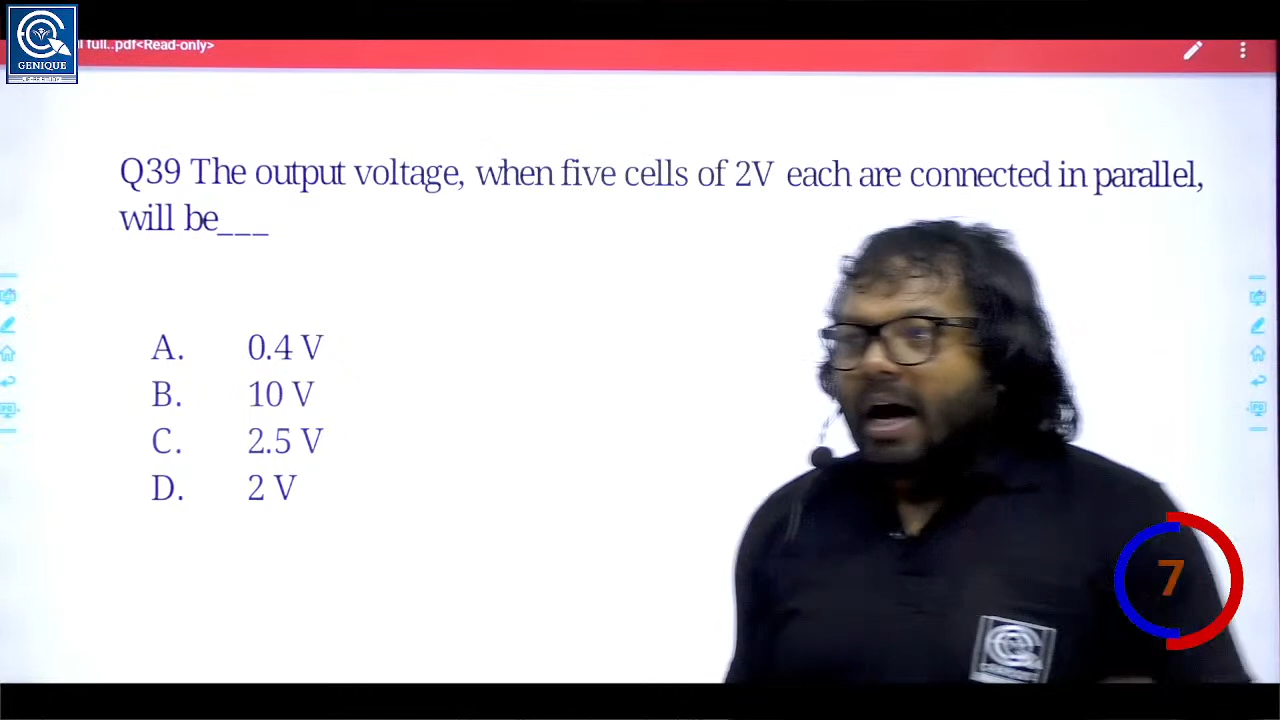 GENIQUE
l full..pdf<Read-only>
Q39 The output voltage, when five cells of 2V each are connected in parallel,
will be___
A. 0.4 V
B. 10 V
C. 2.5 V
D. 2 V
7
GENIQUE